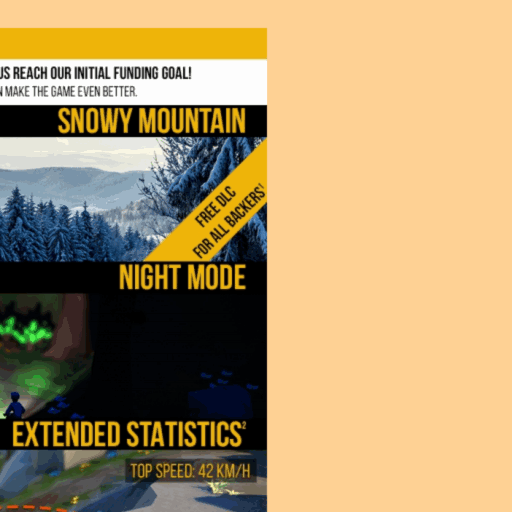 US REACH OUR INITIAL FUNDING GOAL!
MAKE THE GAME EVEN BETTER.
SNOWY MOUNTAIN
FREE DLC
FOR ALL BACKERS¹
NIGHT MODE
EXTENDED STATISTICS²
TOP SPEED: 42 KM/H